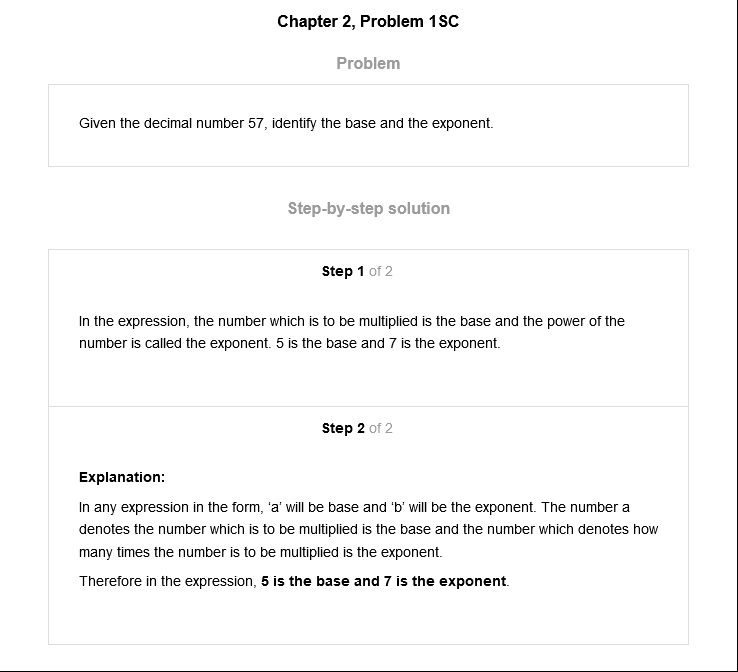 Chapter 2, Problem 1SC
Problem
Given the decimal number 57, identify the base and the exponent.
Step-by-step solution
Step 1 of 2
In the expression, the number which is to be multiplied is the base and the power of the
number is called the exponent. 5 is the base and 7 is the exponent.
Step 2 of 2
Explanation:
In any expression in the form, ‘a’ will be base and ‘b’ will be the exponent. The number a
denotes the number which is to be multiplied is the base and the number which denotes how
many times the number is to be multiplied is the exponent.
Therefore in the expression, 5 is the base and 7 is the exponent.